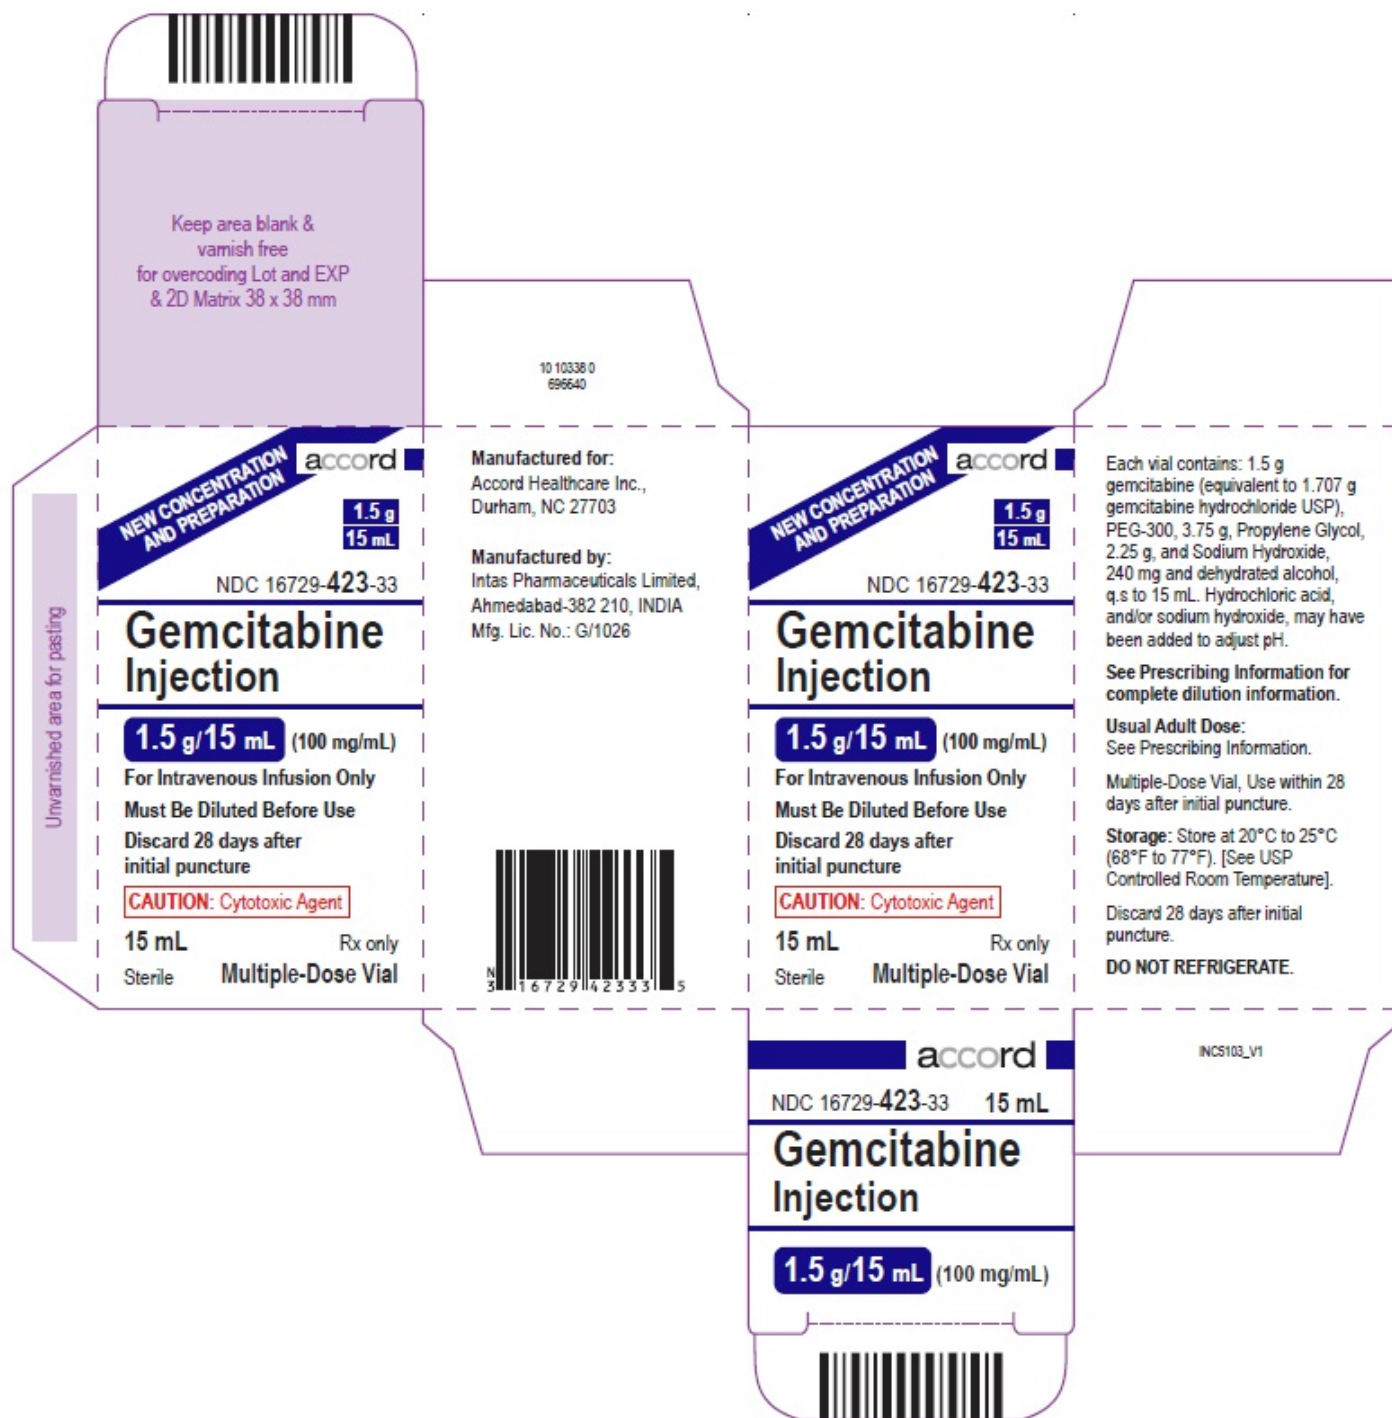 Keep area blank &
varnish free
for overcoding Lot and EXP
& 2D Matrix 38 x 38 mm
10 10338 0
696640
Unvarnished area for pasting
NEW CONCENTRATION
AND PREPARATION
accord
1.5 g
15 mL
NDC 16729-423-33
Gemcitabine
Injection
1.5 g/15 mL (100 mg/mL)
For Intravenous Infusion Only
Must Be Diluted Before Use
Discard 28 days after
initial puncture
CAUTION: Cytotoxic Agent
15 mL Rx only
Sterile Multiple-Dose Vial
Manufactured for:
Accord Healthcare Inc.,
Durham, NC 27703
Manufactured by:
Intas Pharmaceuticals Limited,
Ahmedabad-382 210, INDIA
Mfg. Lic. No.: G/1026
N
3 16729 42333 5
NEW CONCENTRATION
AND PREPARATION
accord
1.5 g
15 mL
NDC 16729-423-33
Gemcitabine
Injection
1.5 g/15 mL (100 mg/mL)
For Intravenous Infusion Only
Must Be Diluted Before Use
Discard 28 days after
initial puncture
CAUTION: Cytotoxic Agent
15 mL Rx only
Sterile Multiple-Dose Vial
Each vial contains: 1.5 g
gemcitabine (equivalent to 1.707 g
gemcitabine hydrochloride USP),
PEG-300, 3.75 g, Propylene Glycol,
2.25 g, and Sodium Hydroxide,
240 mg and dehydrated alcohol,
q.s to 15 mL. Hydrochloric acid,
and/or sodium hydroxide, may have
been added to adjust pH.
See Prescribing Information for
complete dilution information.
Usual Adult Dose:
See Prescribing Information.
Multiple-Dose Vial, Use within 28
days after initial puncture.
Storage: Store at 20°C to 25°C
(68°F to 77°F). [See USP
Controlled Room Temperature].
Discard 28 days after initial
puncture.
DO NOT REFRIGERATE.
accord
NDC 16729-423-33 15 mL
Gemcitabine
Injection
1.5 g/15 mL (100 mg/mL)
INC5103_V1